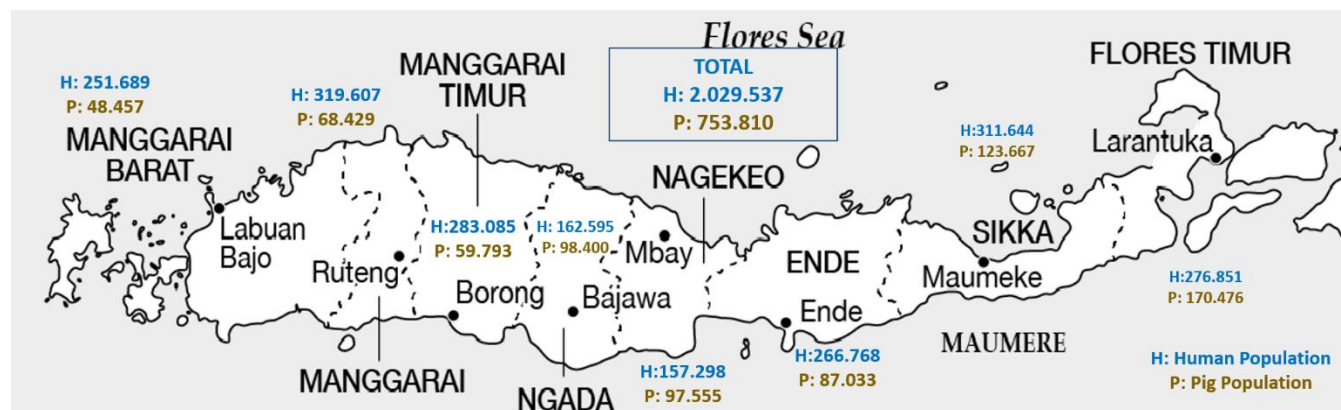 Flores Sea
TOTAL
H: 2.029.537
P: 753.810
MANGGARAI
TIMUR
FLORES TIMUR
H: 251.689
P: 48.457
H: 319.607
P: 68.429
H:311.644
P: 123.667
Larantuka
MANGGARAI
BARAT
NAGEKEO
Labuan
Bajo
H:283.085
P: 59.793
H: 162.595
P: 98.400
Mbay
SIKKA
ENDE
Ruteng
Maumeke
H:276.851
P: 170.476
Borong
Bajawa
Ende
MAUMERE
MANGGARAI
NGADA
H:157.298
P: 97.555
H:266.768
P: 87.033
H: Human Population
P: Pig Population